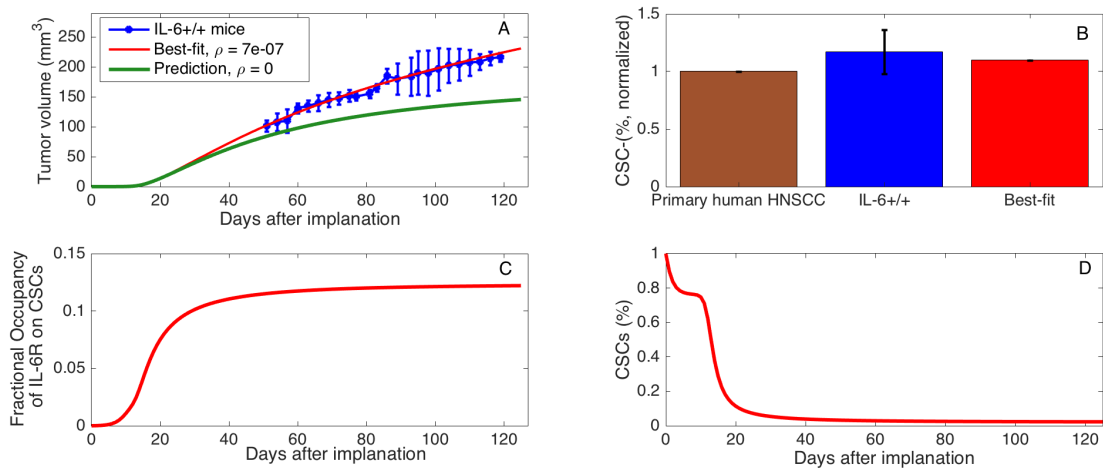 A
IL-6+/+ mice
Best-fit, ρ = 7e-07
Prediction, ρ = 0
Tumor volume (mm³)
250
200
150
100
50
0
0 20 40 60 80 100 120
Days after implanation
B
CSC-(%, normalized)
1.5
1
0.5
0
Primary human HNSCC IL-6+/+ Best-fit
C
Fractional Occupancy
of IL-6R on CSCs
0.15
0.1
0.05
0
0 20 40 60 80 100 120
Days after implanation
D
CSCs (%)
1
0.8
0.6
0.4
0.2
0
0 20 40 60 80 100 120
Days after implanation